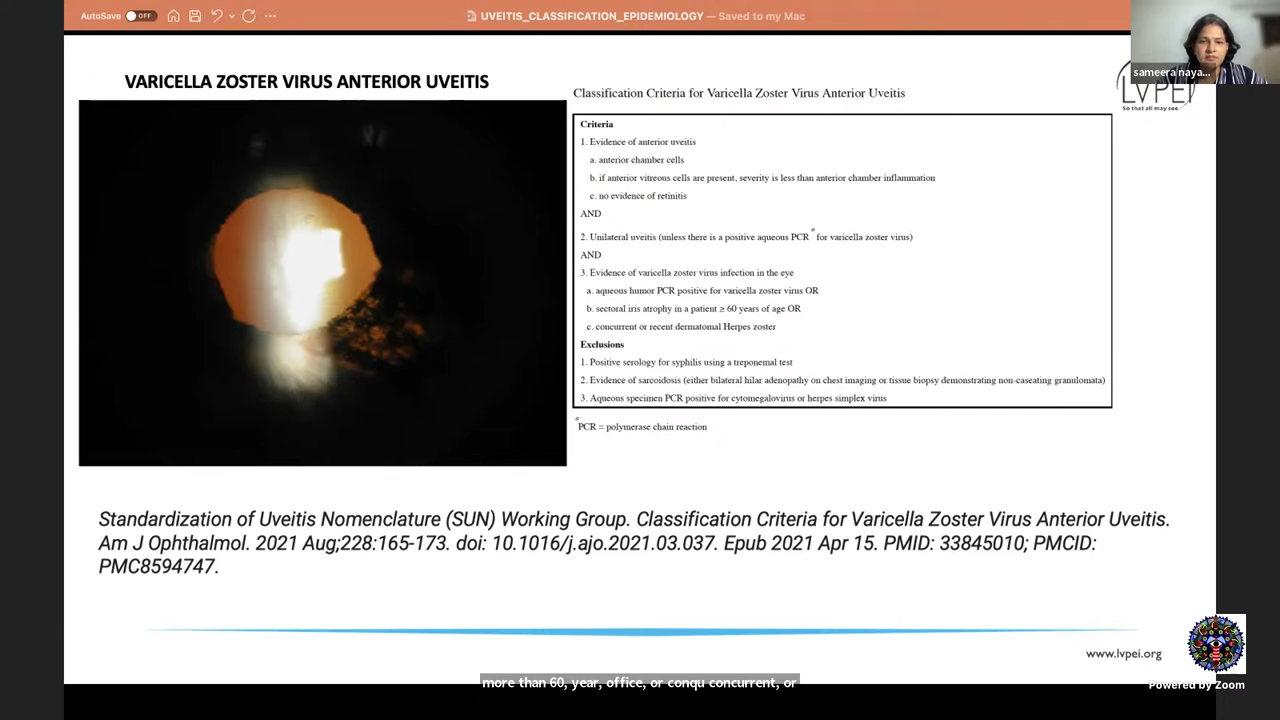 AutoSave OFF
UVEITIS_CLASSIFICATION_EPIDEMIOLOGY — Saved to my Mac
sameera naya...
LVPEI
So that all may see
VARICELLA ZOSTER VIRUS ANTERIOR UVEITIS
Classification Criteria for Varicella Zoster Virus Anterior Uveitis
Criteria
1. Evidence of anterior uveitis
a. anterior chamber cells
b. if anterior vitreous cells are present, severity is less than anterior chamber inflammation
c. no evidence of retinitis
AND
2. Unilateral uveitis (unless there is a positive aqueous PCR* for varicella zoster virus)
AND
3. Evidence of varicella zoster virus infection in the eye
a. aqueous humor PCR positive for varicella zoster virus OR
b. sectoral iris atrophy in a patient ≥ 60 years of age OR
c. concurrent or recent dermatomal Herpes zoster
Exclusions
1. Positive serology for syphilis using a treponemal test
2. Evidence of sarcoidosis (either bilateral hilar adenopathy on chest imaging or tissue biopsy demonstrating non-caseating granulomata)
3. Aqueous specimen PCR positive for cytomegalovirus or herpes simplex virus
*PCR = polymerase chain reaction
Standardization of Uveitis Nomenclature (SUN) Working Group. Classification Criteria for Varicella Zoster Virus Anterior Uveitis.
Am J Ophthalmol. 2021 Aug;228:165-173. doi: 10.1016/j.ajo.2021.03.037. Epub 2021 Apr 15. PMID: 33845010; PMCID:
PMC8594747.
www.lvpei.org
more than 60, year, office, or conqu concurrent, or
Powered by Zoom